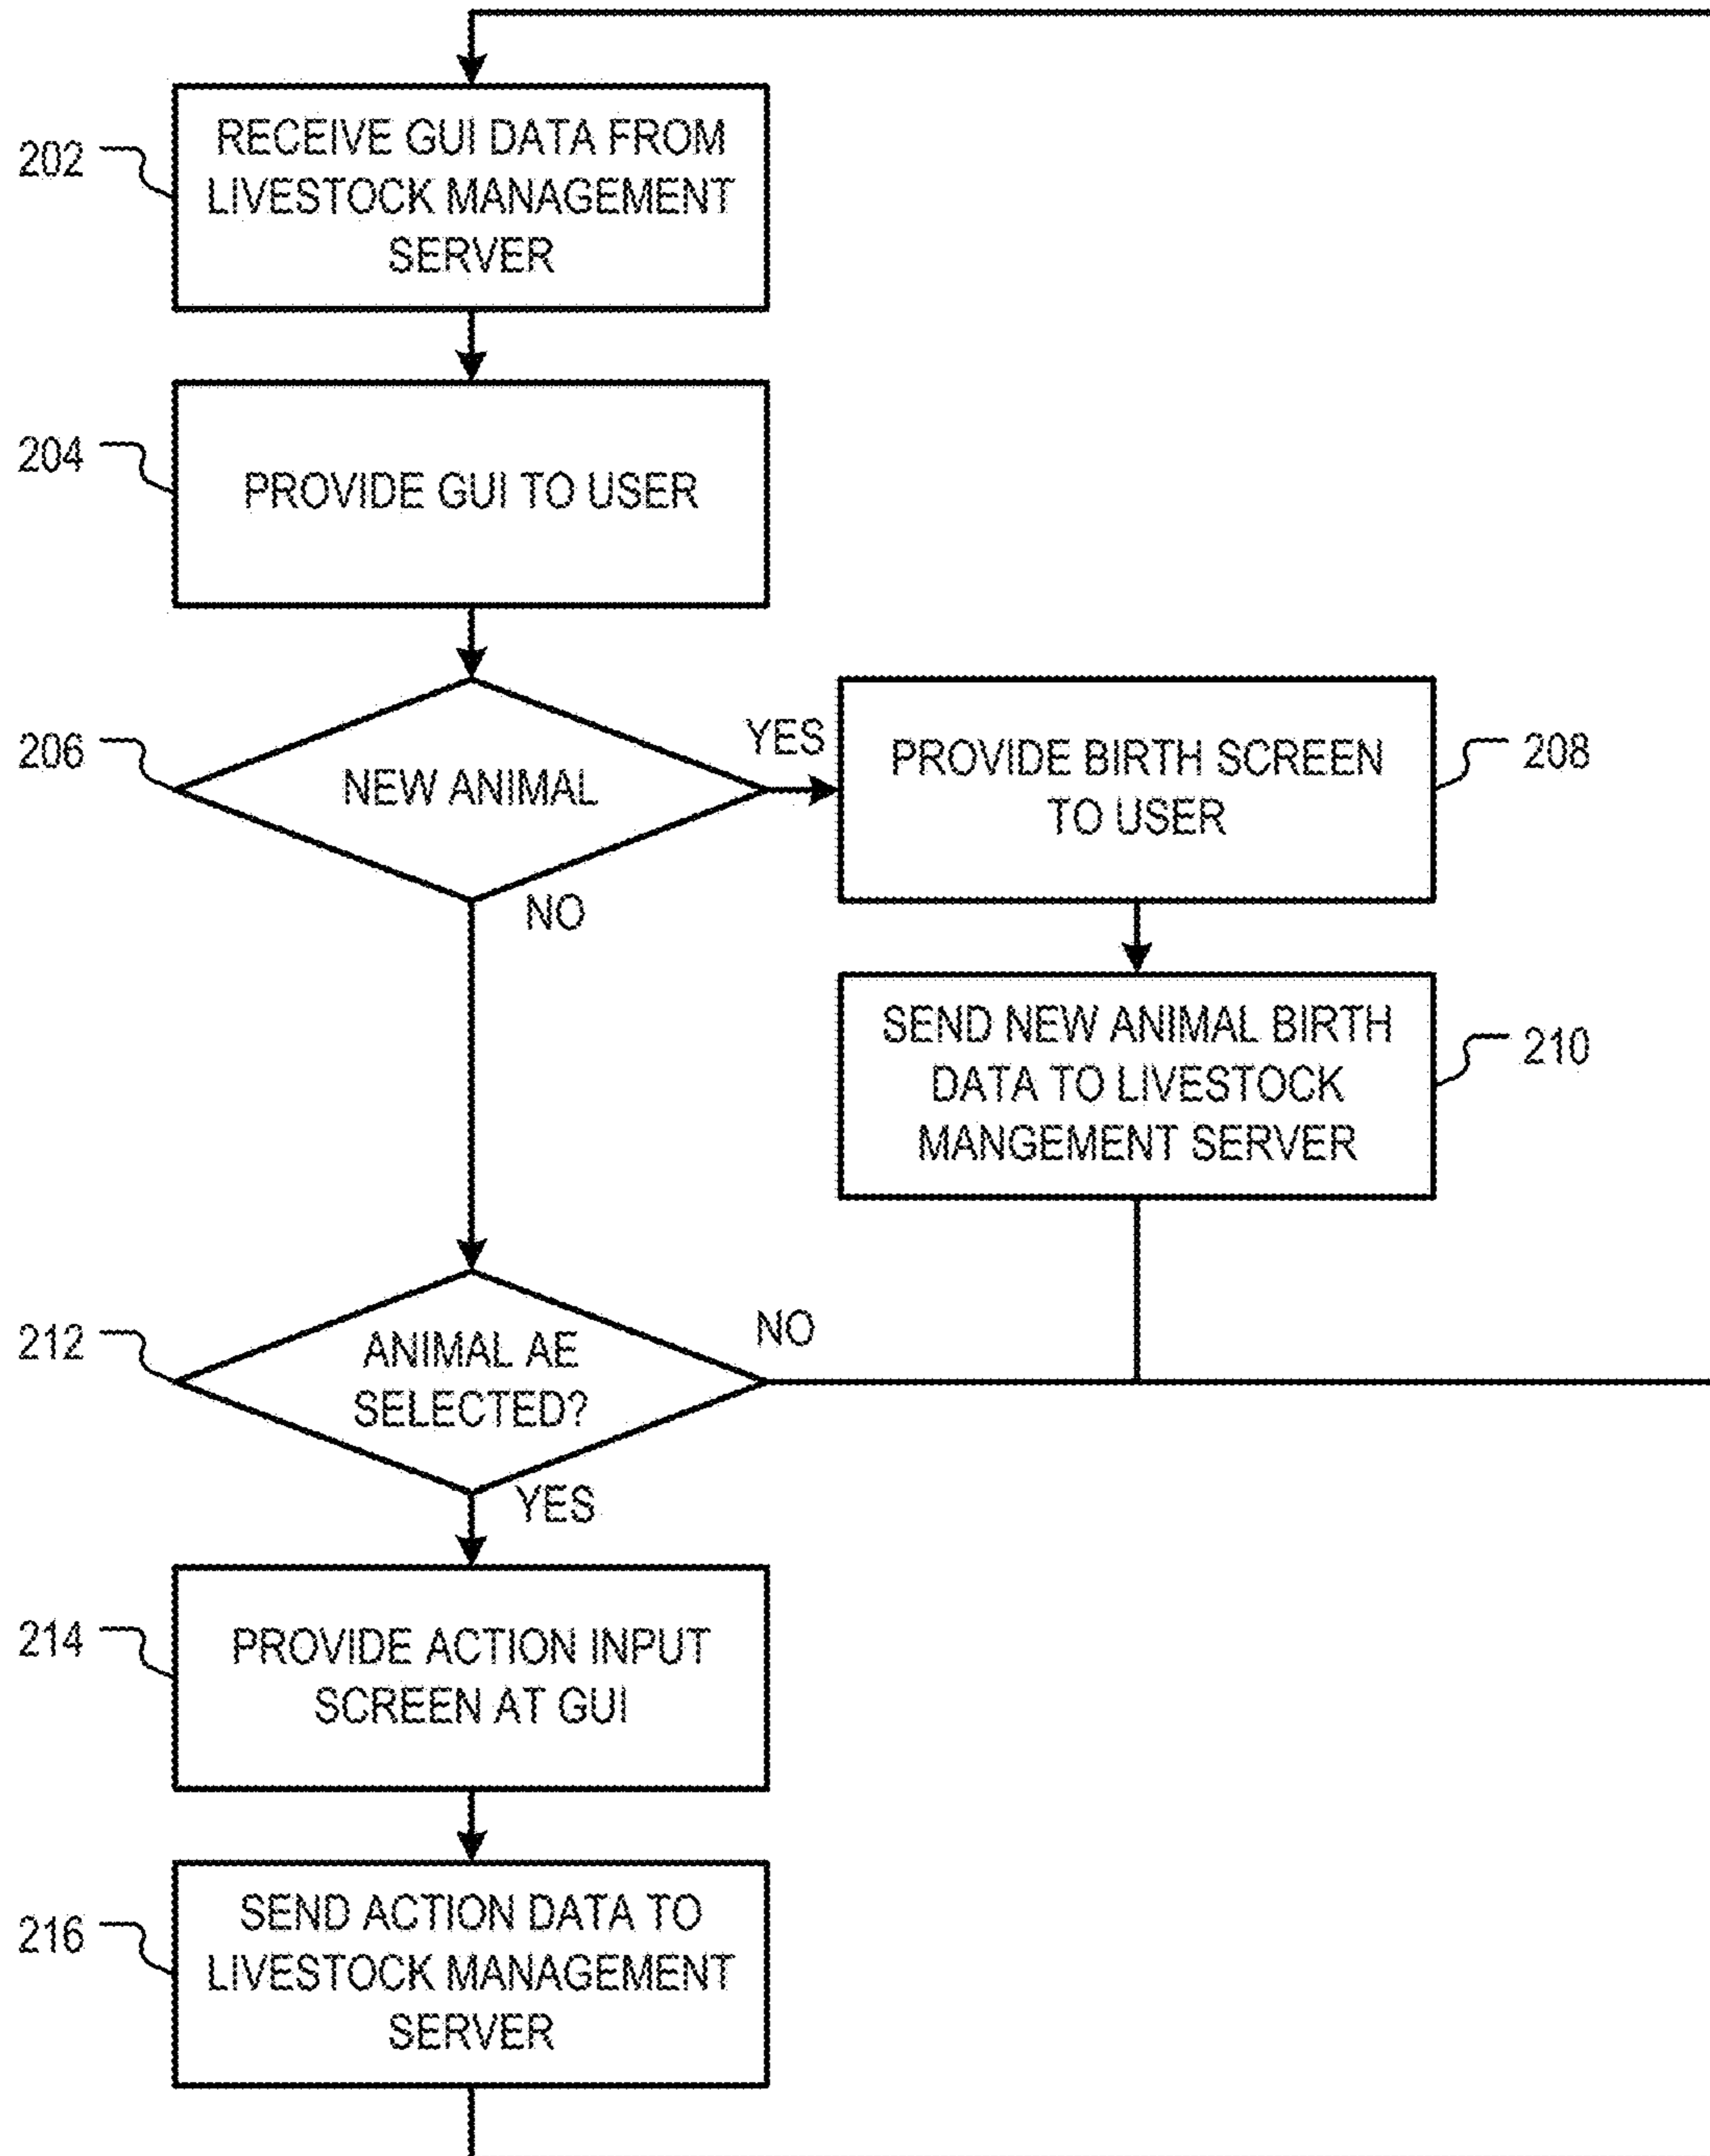 202
RECEIVE GUI DATA FROM
LIVESTOCK MANAGEMENT
SERVER
204
PROVIDE GUI TO USER
206
NEW ANIMAL
YES
NO
PROVIDE BIRTH SCREEN
TO USER
208
SEND NEW ANIMAL BIRTH
DATA TO LIVESTOCK
MANGEMENT SERVER
210
212
ANIMAL AE
SELECTED?
NO
YES
214
PROVIDE ACTION INPUT
SCREEN AT GUI
216
SEND ACTION DATA TO
LIVESTOCK MANAGEMENT
SERVER